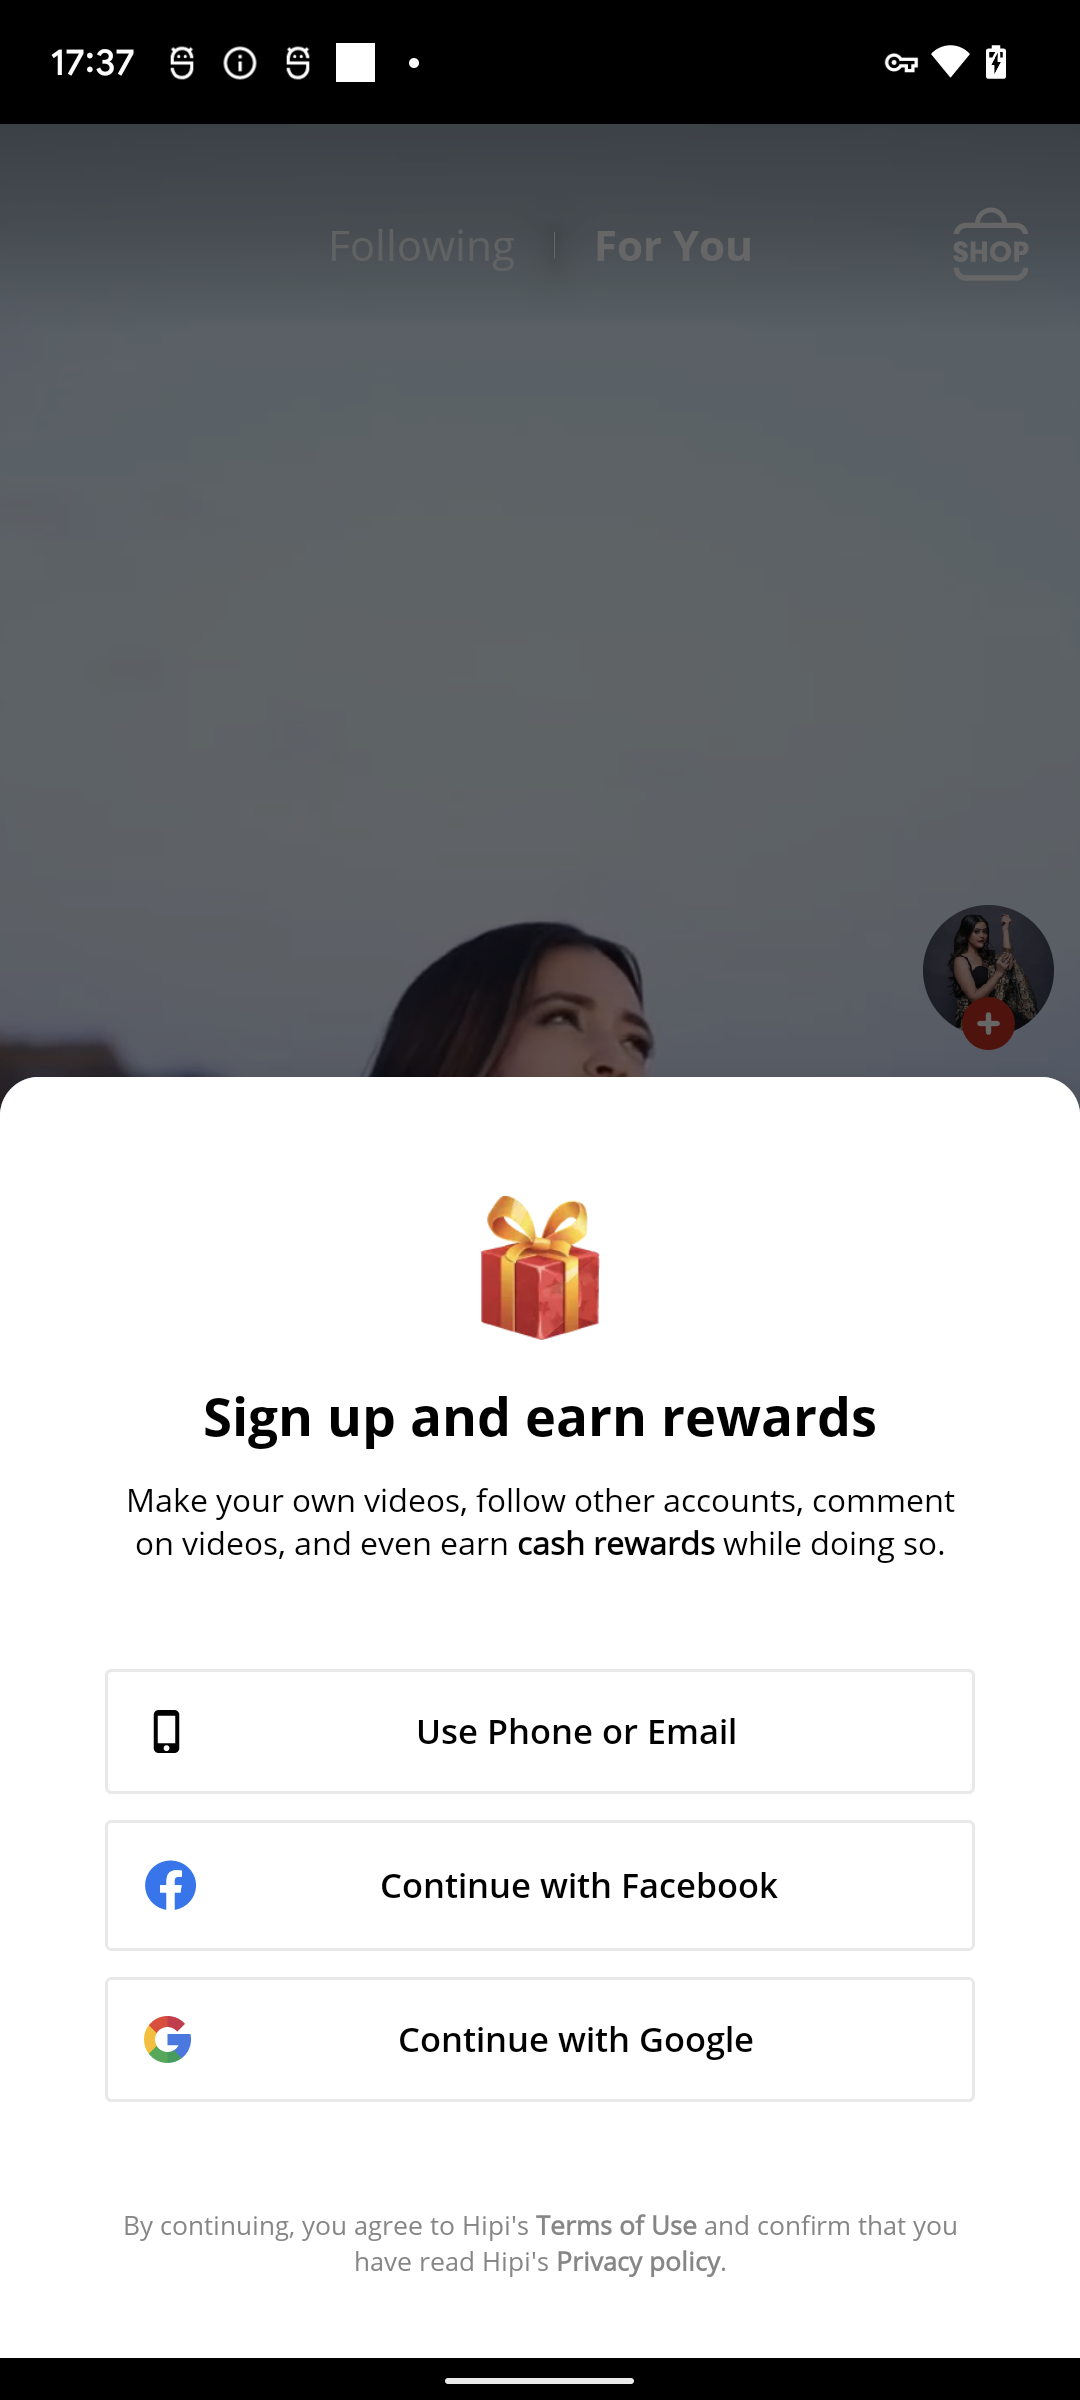 17:37
Following
For You
SHOP
Sign up and earn rewards
Make your own videos, follow other accounts, comment
on videos, and even earn cash rewards while doing so.
Use Phone or Email
Continue with Facebook
Continue with Google
By continuing, you agree to Hipi's Terms of Use and confirm that you
have read Hipi's Privacy policy.